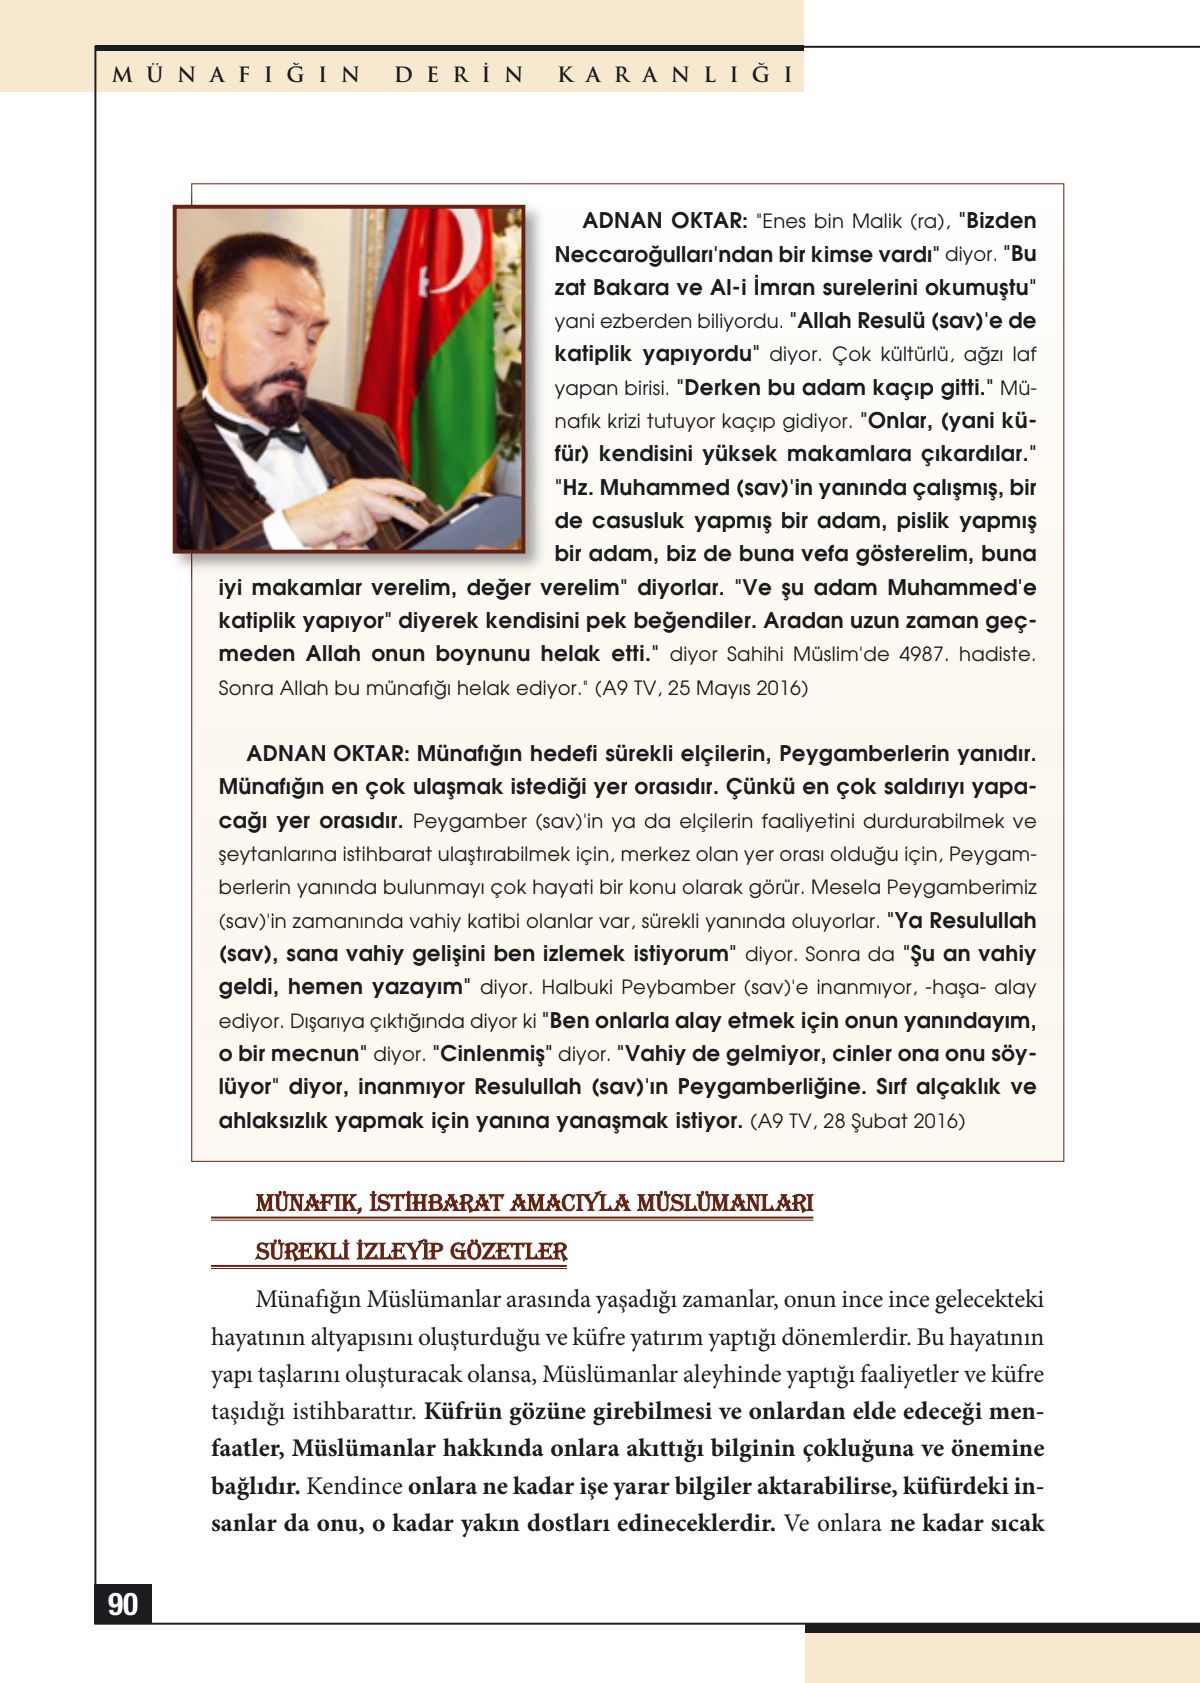 MÜNAFIĞIN DERİN KARANLIĞI
ADNAN OKTAR: "Enes bin Malik (ra), "Bizden
Neccaroğulları'ndan bir kimse vardı" diyor. "Bu
zat Bakara ve Al-i İmran surelerini okumuştu"
yani ezberden biliyordu. "Allah Resulü (sav)'e de
katiplik yapıyordu" diyor. Çok kültürlü, ağzı laf
yapan birisi. "Derken bu adam kaçıp gitti." Mü-
nafık krizi tutuyor kaçıp gidiyor. "Onlar, (yani kü-
für) kendisini yüksek makamlara çıkardılar."
"Hz. Muhammed (sav)'in yanında çalışmış, bir
de casusluk yapmış bir adam, pislik yapmış
bir adam, biz de buna vefa gösterelim, buna
iyi makamlar verelim, değer verelim" diyorlar. "Ve şu adam Muhammed'e
katiplik yapıyor" diyerek kendisini pek beğendiler. Aradan uzun zaman geç-
meden Allah onun boynunu helak etti." diyor Sahihi Müslim'de 4987. hadiste.
Sonra Allah bu münafığı helak ediyor." (A9 TV, 25 Mayıs 2016)
ADNAN OKTAR: Münafığın hedefi sürekli elçilerin, Peygamberlerin yanıdır.
Münafığın en çok ulaşmak istediği yer orasıdır. Çünkü en çok saldırıyı yapa-
cağı yer orasıdır. Peygamber (sav)'in ya da elçilerin faaliyetini durdurabilmek ve
şeytanlarına istihbarat ulaştırabilmek için, merkez olan yer orası olduğu için, Peygam-
berlerin yanında bulunmayı çok hayati bir konu olarak görür. Mesela Peygamberimiz
(sav)'in zamanında vahiy katibi olanlar var, sürekli yanında oluyorlar. "Ya Resulullah
(sav), sana vahiy gelişini ben izlemek istiyorum" diyor. Sonra da "Şu an vahiy
geldi, hemen yazayım" diyor. Halbuki Peybamber (sav)'e inanmıyor, -haşa- alay
ediyor. Dışarıya çıktığında diyor ki "Ben onlarla alay etmek için onun yanındayım,
o bir mecnun" diyor. "Cinlenmiş" diyor. "Vahiy de gelmiyor, cinler ona onu söy-
lüyor" diyor, inanmıyor Resulullah (sav)'ın Peygamberliğine. Sırf alçaklık ve
ahlaksızlık yapmak için yanına yanaşmak istiyor. (A9 TV, 28 Şubat 2016)
MÜNAFIK, İSTİHBARAT AMACIYLA MÜSLÜMANLARI
SÜREKLİ İZLEYİP GÖZETLER
Münafığın Müslümanlar arasında yaşadığı zamanlar, onun ince ince gelecekteki
hayatının altyapısını oluşturduğu ve küfre yatırım yaptığı dönemlerdir. Bu hayatının
yapı taşlarını oluşturacak olansa, Müslümanlar aleyhinde yaptığı faaliyetler ve küfre
taşıdığı istihbarattır. Küfrün gözüne girebilmesi ve onlardan elde edeceği men-
faatler, Müslümanlar hakkında onlara akıttığı bilginin çokluğuna ve önemine
bağlıdır. Kendince onlara ne kadar işe yarar bilgiler aktarabilirse, küfürdeki in-
sanlar da onu, o kadar yakın dostları edineceklerdir. Ve onlara ne kadar sıcak
90